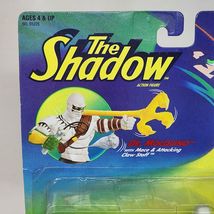 AGES 4 & UP
The
Shadow
ACTION FIGURE
DR. MOCQUINO
with Mace & Attacking
Claw Staff